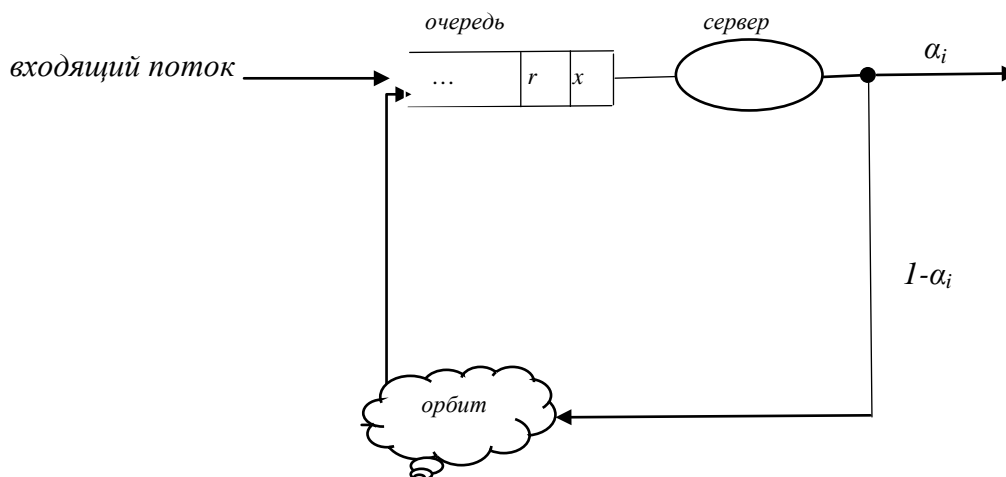 очередь
сервер
входящий поток
... r x
αi
1-αi
орбит